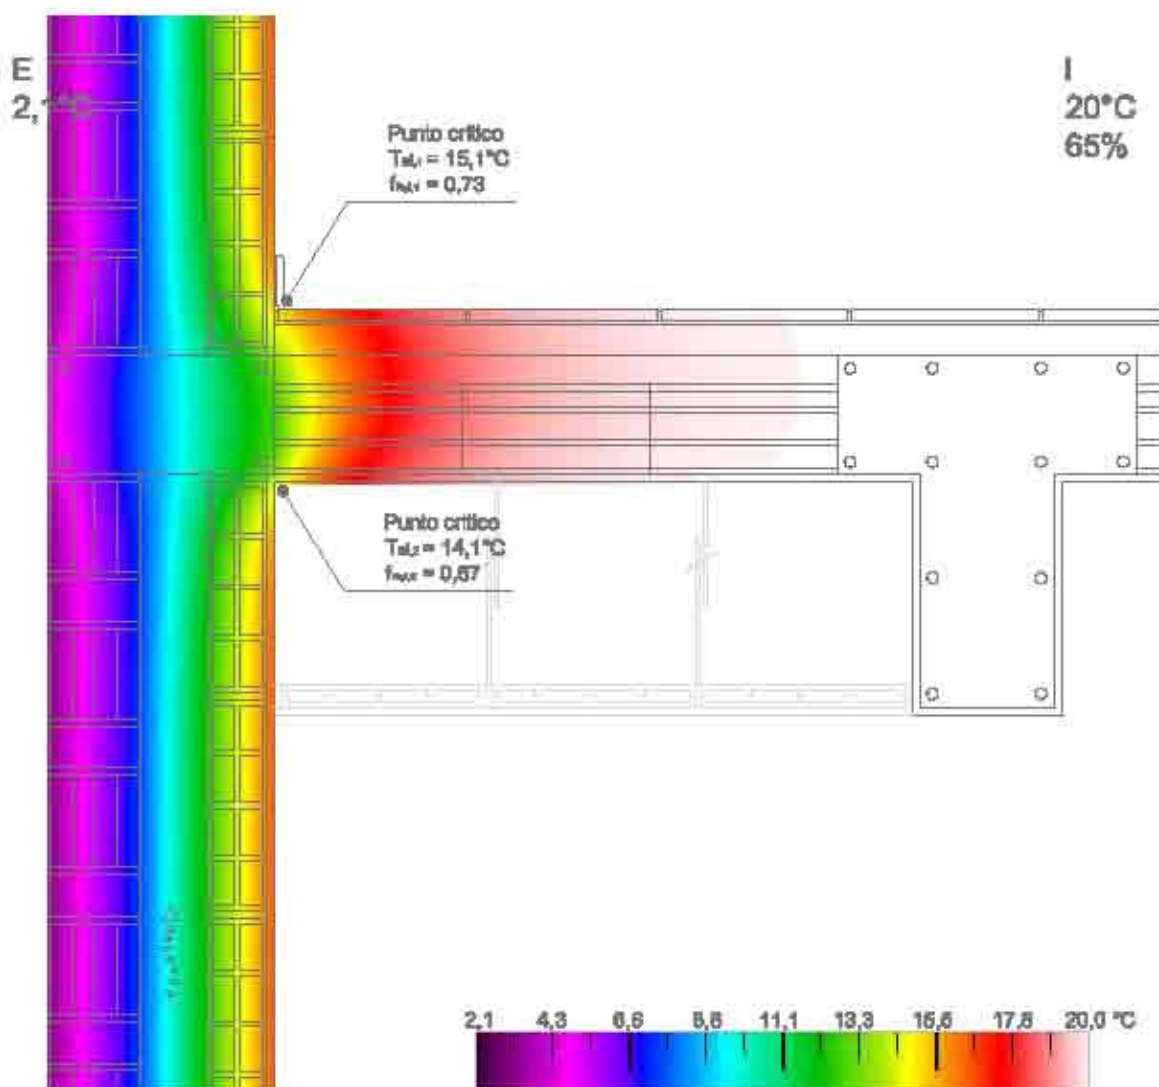 E
I
20°C
65%
Punto critico
Tsi,1 = 15,1°C
fRsi,1 = 0,73
Punto critico
Tsi,2 = 14,1°C
fRsi,2 = 0,67
2,1 4,3 6,6 8,8 11,1 13,3 15,6 17,8 20,0 °C